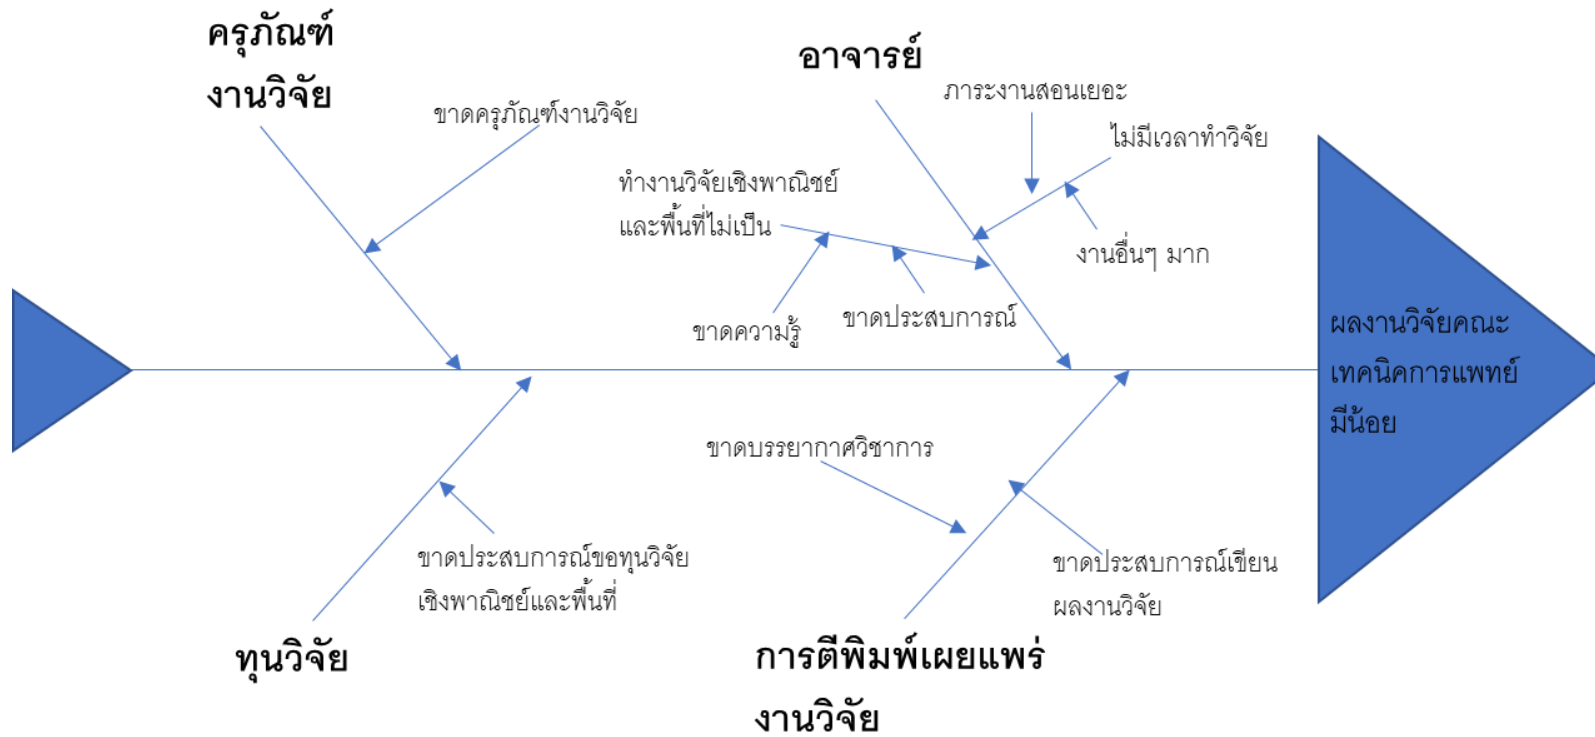 ครุภัณฑ์
งานวิจัย
ขาดครุภัณฑ์งานวิจัย
อาจารย์
ภาระงานสอนเยอะ
ไม่มีเวลาทำวิจัย
ทำงานวิจัยเชิงพาณิชย์
และพื้นที่ไม่เป็น
งานอื่นๆ มาก
ขาดความรู้
ขาดประสบการณ์
ผลงานวิจัยคณะ
เทคนิคการแพทย์
มีน้อย
ขาดบรรยากาศวิชาการ
ขาดประสบการณ์ขอทุนวิจัย
เชิงพาณิชย์และพื้นที่
ขาดประสบการณ์เขียน
ผลงานวิจัย
ทุนวิจัย
การตีพิมพ์เผยแพร่
งานวิจัย